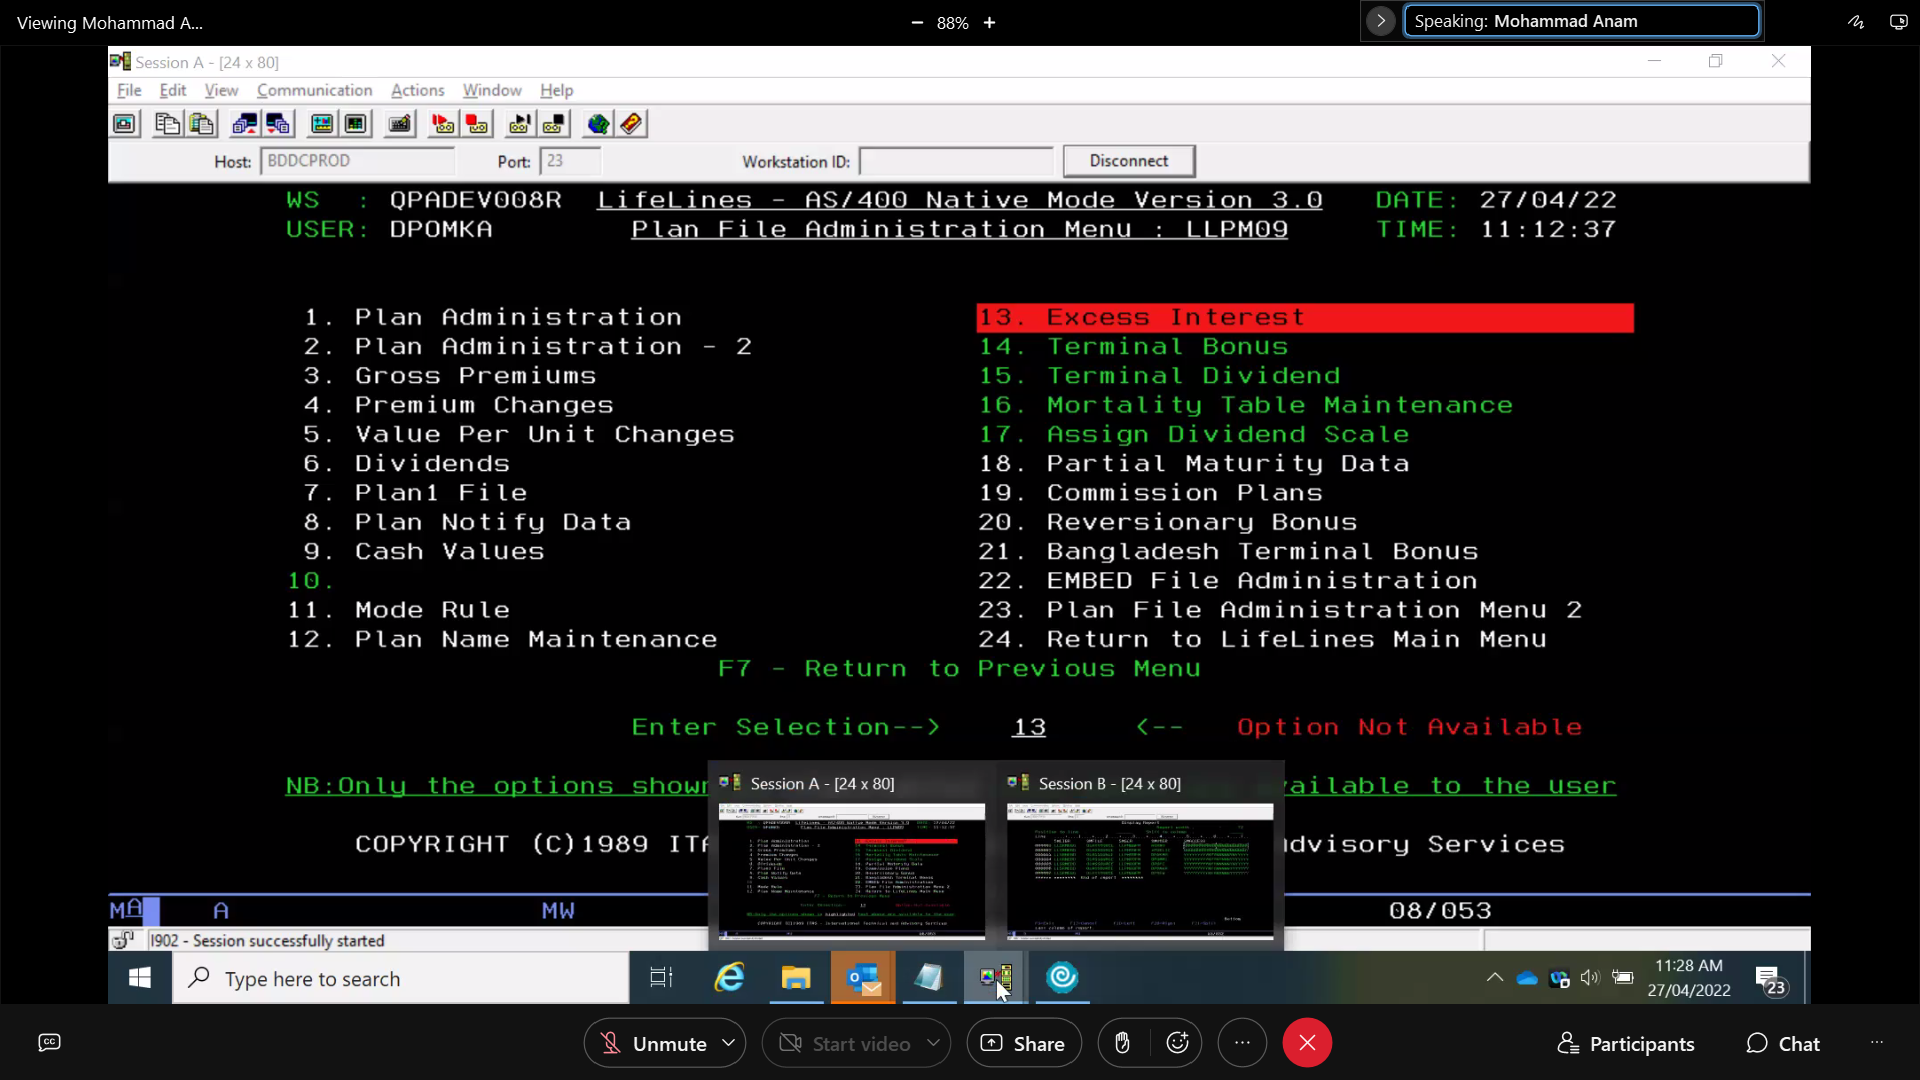 Viewing Mohammad A...
88%
Speaking: Mohammad Anam
Session A - [24 x 80]
File Edit View Communication Actions Window Help
Host: BDDCPROD Port: 23 Workstation ID: Disconnect
WS : QPADEV008R LifeLines - AS/400 Native Mode Version 3.0 DATE: 27/04/22
USER: DPOMKA Plan File Administration Menu : LLPM09 TIME: 11:12:37
1. Plan Administration 13. Excess Interest
2. Plan Administration - 2 14. Terminal Bonus
3. Gross Premiums 15. Terminal Dividend
4. Premium Changes 16. Mortality Table Maintenance
5. Value Per Unit Changes 17. Assign Dividend Scale
6. Dividends 18. Partial Maturity Data
7. Plan1 File 19. Commission Plans
8. Plan Notify Data 20. Reversionary Bonus
9. Cash Values 21. Bangladesh Terminal Bonus
10. 22. EMBED File Administration
11. Mode Rule 23. Plan File Administration Menu 2
12. Plan Name Maintenance 24. Return to LifeLines Main Menu
F7 - Return to Previous Menu
Enter Selection--> 13 <-- Option Not Available
NB:Only the options show vailable to the user
Session A - [24 x 80] Session B - [24 x 80]
COPYRIGHT (C)1989 ITA dvisory Services
MA A MW 08/053
I902 - Session successfully started
Type here to search
11:28 AM
27/04/2022
23
Unmute Start video Share Participants Chat